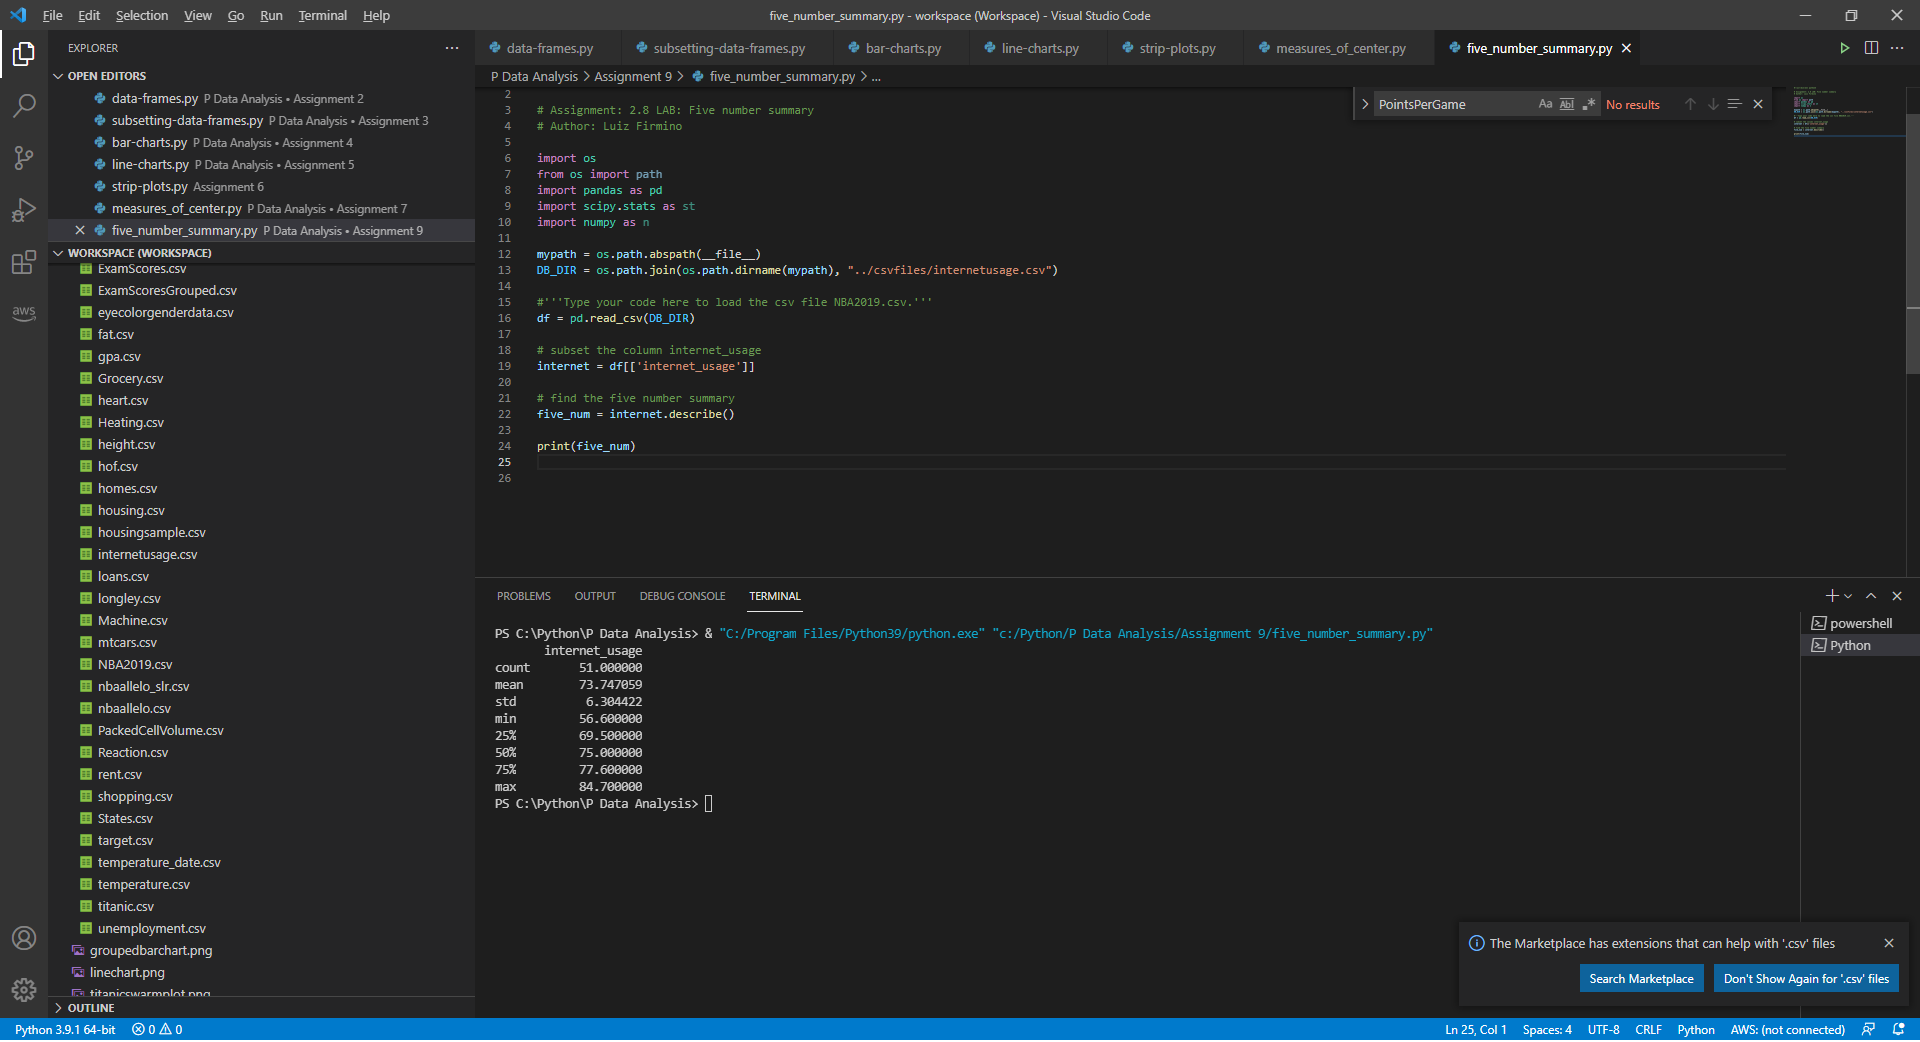 File Edit Selection View Go Run Terminal Help
five_number_summary.py - workspace (Workspace) - Visual Studio Code
EXPLORER
OPEN EDITORS
data-frames.py P Data Analysis • Assignment 2
subsetting-data-frames.py P Data Analysis • Assignment 3
bar-charts.py P Data Analysis • Assignment 4
line-charts.py P Data Analysis • Assignment 5
strip-plots.py Assignment 6
measures_of_center.py P Data Analysis • Assignment 7
five_number_summary.py P Data Analysis • Assignment 9
WORKSPACE (WORKSPACE)
ExamScores.csv
ExamScoresGrouped.csv
eyecolorgenderdata.csv
fat.csv
gpa.csv
Grocery.csv
heart.csv
Heating.csv
height.csv
hof.csv
homes.csv
housing.csv
housingsample.csv
internetusage.csv
loans.csv
longley.csv
Machine.csv
mtcars.csv
NBA2019.csv
nbaallelo_slr.csv
nbaallelo.csv
PackedCellVolume.csv
Reaction.csv
rent.csv
shopping.csv
States.csv
target.csv
temperature_date.csv
temperature.csv
titanic.csv
unemployment.csv
groupedbarchart.png
linechart.png
titanicswarmplot.png
OUTLINE
aws
data-frames.py subsetting-data-frames.py bar-charts.py line-charts.py strip-plots.py measures_of_center.py five_number_summary.py
P Data Analysis > Assignment 9 > five_number_summary.py > ...
PointsPerGame Aa Abl .* No results
2
3 # Assignment: 2.8 LAB: Five number summary
4 # Author: Luiz Firmino
5
6 import os
7 from os import path
8 import pandas as pd
9 import scipy.stats as st
10 import numpy as n
11
12 mypath = os.path.abspath(__file__)
13 DB_DIR = os.path.join(os.path.dirname(mypath), "../csvfiles/internetusage.csv")
14
15 #'''Type your code here to load the csv file NBA2019.csv.'''
16 df = pd.read_csv(DB_DIR)
17
18 # subset the column internet_usage
19 internet = df[['internet_usage']]
20
21 # find the five number summary
22 five_num = internet.describe()
23
24 print(five_num)
25
26
PROBLEMS OUTPUT DEBUG CONSOLE TERMINAL
PS C:\Python\P Data Analysis> & "C:/Program Files/Python39/python.exe" "c:/Python/P Data Analysis/Assignment 9/five_number_summary.py"
internet_usage
count 51.000000
mean 73.747059
std 6.304422
min 56.600000
25% 69.500000
50% 75.000000
75% 77.600000
max 84.700000
PS C:\Python\P Data Analysis>
powershell
Python
The Marketplace has extensions that can help with '.csv' files
Search Marketplace Don't Show Again for '.csv' files
Python 3.9.1 64-bit 0 0 Ln 25, Col 1 Spaces: 4 UTF-8 CRLF Python AWS: (not connected)